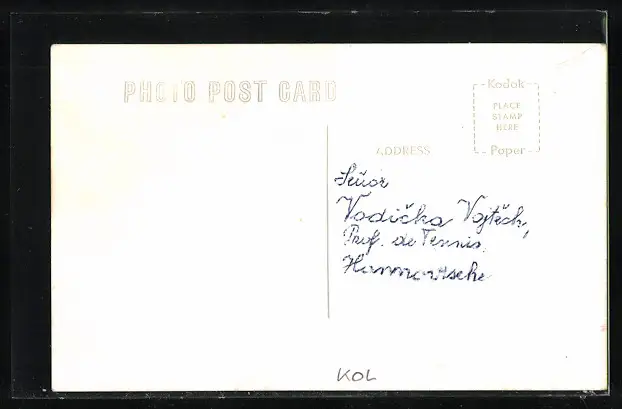 PHOTO POST CARD
Kodak
PLACE
STAMP
HERE
Paper
ADDRESS
Señor
Vodička Vojtěch,
Prof. de Tennis.
KOL